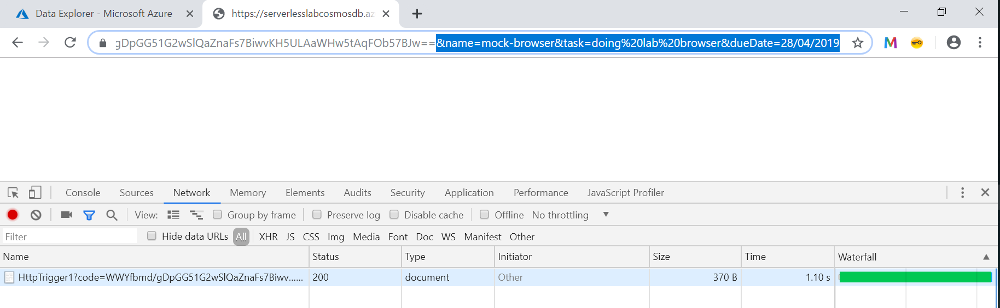 Data Explorer - Microsoft Azure
https://serverlesslabcosmosdb.az
gDpGG51G2wSlQaZnaFs7BiwvKH5ULAaWHw5tAqFOb57BJw==&name=mock-browser&task=doing%20lab%20browser&dueDate=28/04/2019
Console Sources Network Memory Elements Audits Security Application Performance JavaScript Profiler
View: Group by frame Preserve log Disable cache Offline No throttling
Filter Hide data URLs All XHR JS CSS Img Media Font Doc WS Manifest Other
Name Status Type Initiator Size Time Waterfall
HttpTrigger1?code=WWYfbmd/gDpGG51G2wSlQaZnaFs7Biwv...... 200 document Other 370 B 1.10 s